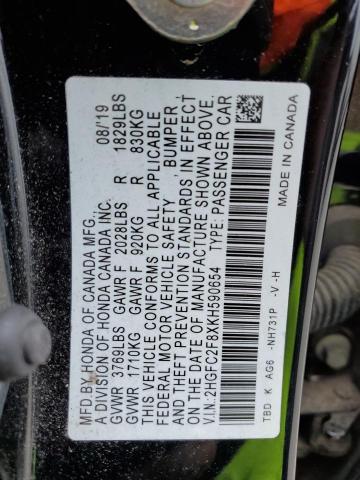 MFD.BY HONDA OF CANADA MFG.,
A DIVISION OF HONDA CANADA INC. 08/19
GVWR 3769LBS GAWR F 2028LBS R 1829LBS
GVWR 1710KG GAWR F 920KG R 830KG
THIS VEHICLE CONFORMS TO ALL APPLICABLE
FEDERAL MOTOR VEHICLE SAFETY , BUMPER ,
AND THEFT PREVENTION STANDARDS IN EFFECT
ON THE DATE OF MANUFACTURE SHOWN ABOVE.
V.I.N: 2HGFC2F8XKH590654 TYPE: PASSENGER CAR
TBD K AG6 -NH731P -V -H
MADE IN CANADA